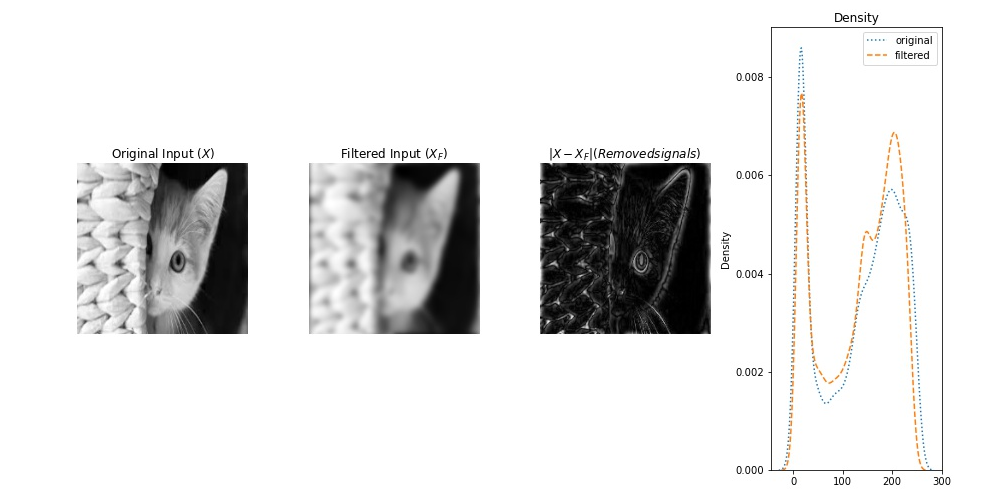 Original Input (X)
Filtered Input (X_F)
|X − X_F|(Removedsignals)
Density
original
filtered
Density
0.008
0.006
0.004
0.002
0.000
0
100
200
300